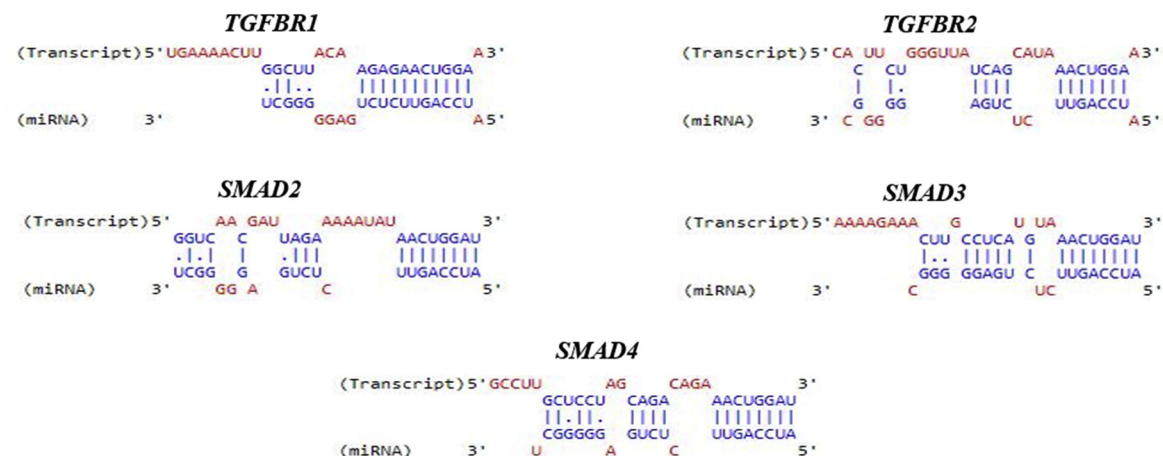 TGFBR1
(Transcript) 5' UGAAAACUU ACA A 3'
GGCUU AGAGAACUGGA
.||.. |||||||||||
UCGGG UCUCUUGACCU
(miRNA) 3' GGAG A 5'
TGFBR2
(Transcript) 5' CA UU GGGUUA CAUA A 3'
C CU UCAG AACUGGA
| |. |||| |||||||
G GG AGUC UUGACCU
(miRNA) 3' C GG UC A 5'
SMAD2
(Transcript) 5' AA GAU AAAAUAU 3'
GGUC C UAGA AACUGGAU
.|.| | .||| ||||||||
UCGG G GUCU UUGACCUA
(miRNA) 3' GG A C 5'
SMAD3
(Transcript) 5' AAAAGAAA G U UA 3'
CUU CCUCA G AACUGGAU
|.. ||||| | ||||||||
GGG GGAGU C UUGACCUA
(miRNA) 3' C UC 5'
SMAD4
(Transcript) 5' GCCUU AG CAGA 3'
GCUCCU CAGA AACUGGAU
||.||. |||| ||||||||
CGGGGG GUCU UUGACCUA
(miRNA) 3' U A C 5'